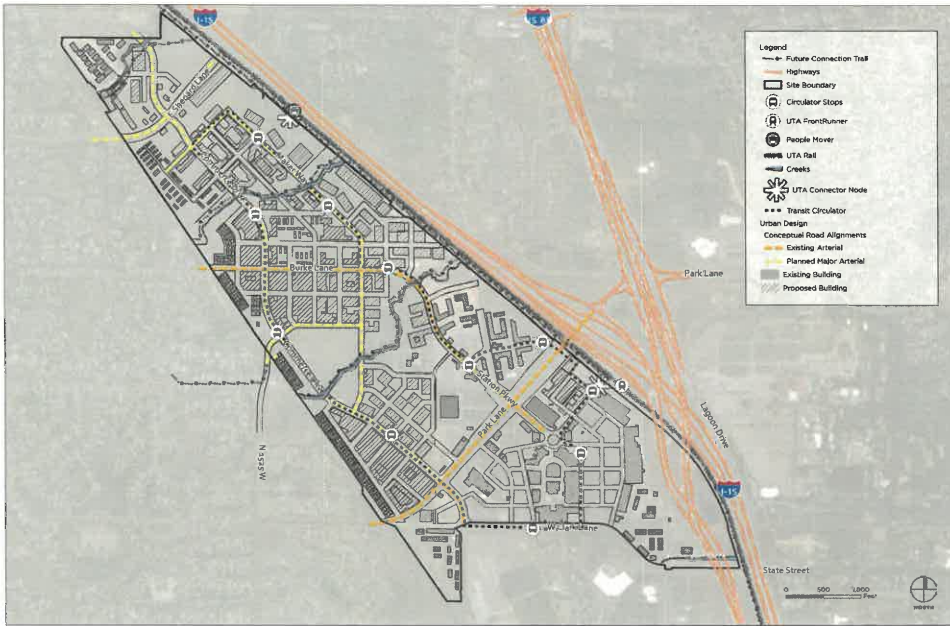 I-15
US 89
Legend
Future Connection Trail
Highways
Site Boundary
Circulator Stops
UTA FrontRunner
People Mover
UTA Rail
Creeks
UTA Connector Node
Transit Circulator
Urban Design
Conceptual Road Alignments
Existing Arterial
Planned Major Arterial
Existing Building
Proposed Building
Shepard Lane
Burke Lane
Park Lane
Station Pkwy
Park Lane
Lagoon Drive
I-15
State Street
0 500 1,000
Feet
NORTH